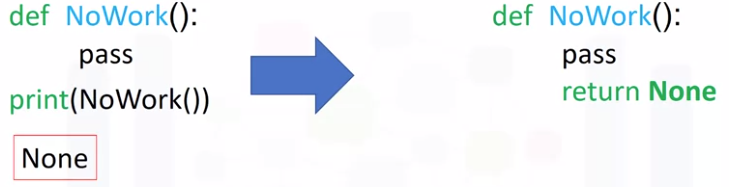 def NoWork():
pass
print(NoWork())
None
def NoWork():
pass
return None